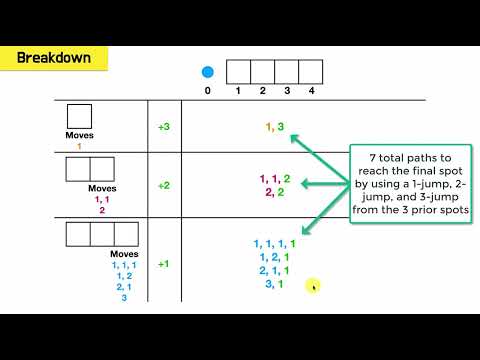 Breakdown
0 1 2 3 4
Moves
1
+3
1, 3
Moves
1, 1
2
+2
1, 1, 2
2, 2
Moves
1, 1, 1
1, 2
2, 1
3
+1
1, 1, 1, 1
1, 2, 1
2, 1, 1
3, 1
7 total paths to
reach the final spot
by using a 1-jump, 2-
jump, and 3-jump
from the 3 prior spots